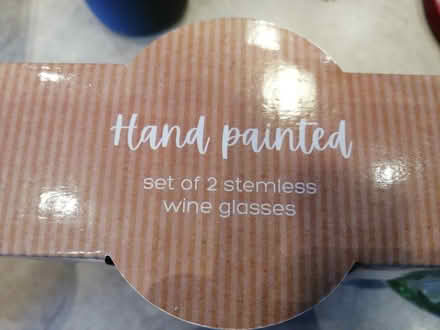 Hand painted
set of 2 stemless
wine glasses